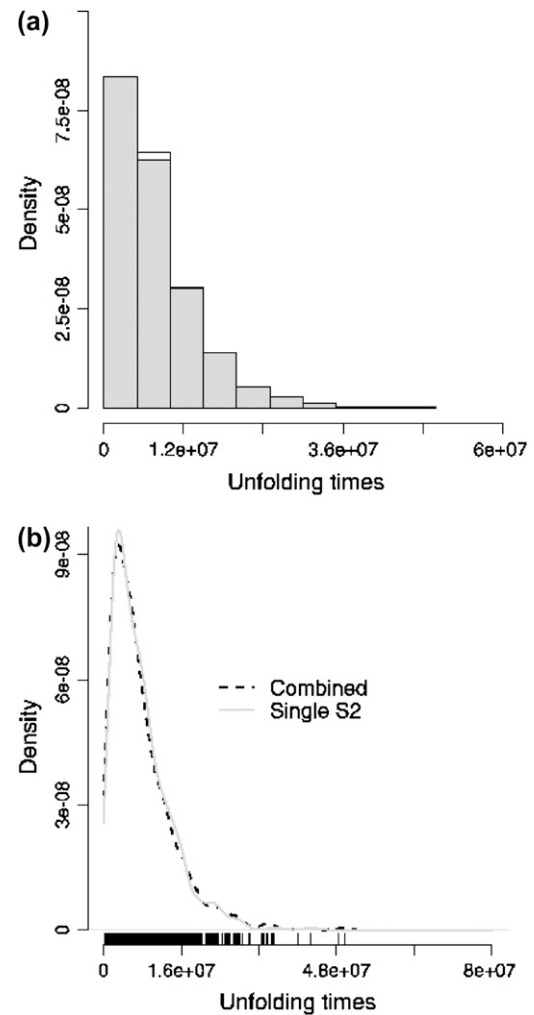 (a)
7.5e-08
5e-08
2.5e-08
0
Density
0 1.2e+07 3.6e+07 6e+07
Unfolding times
(b)
9e-08
6e-08
3e-08
0
Density
Combined
Single S2
0 1.6e+07 4.8e+07 8e+07
Unfolding times